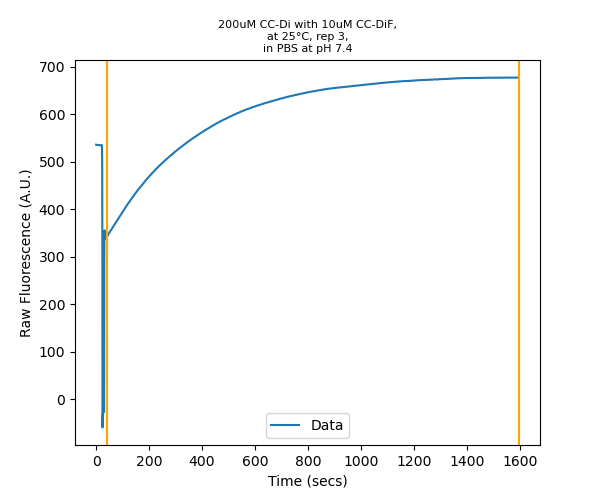 200uM CC-Di with 10uM CC-DiF,
at 25°C, rep 3,
in PBS at pH 7.4
700
600
500
400
300
200
100
0
Raw Fluorescence (A.U.)
Data
0 200 400 600 800 1000 1200 1400 1600
Time (secs)